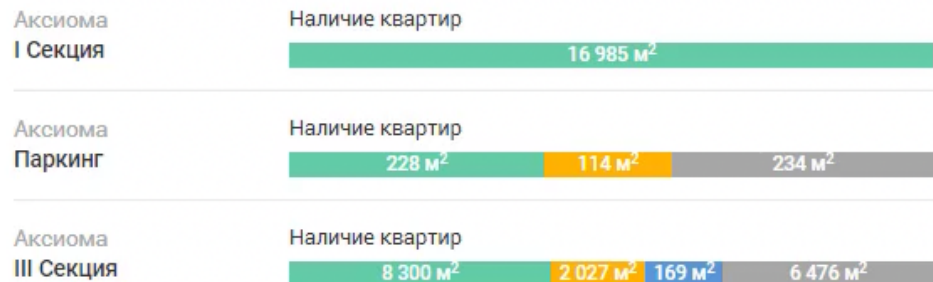 Аксиома
I Секция
Наличие квартир
16 985 м²
Аксиома
Паркинг
Наличие квартир
228 м² 114 м² 234 м²
Аксиома
III Секция
Наличие квартир
8 300 м² 2 027 м² 169 м² 6 476 м²